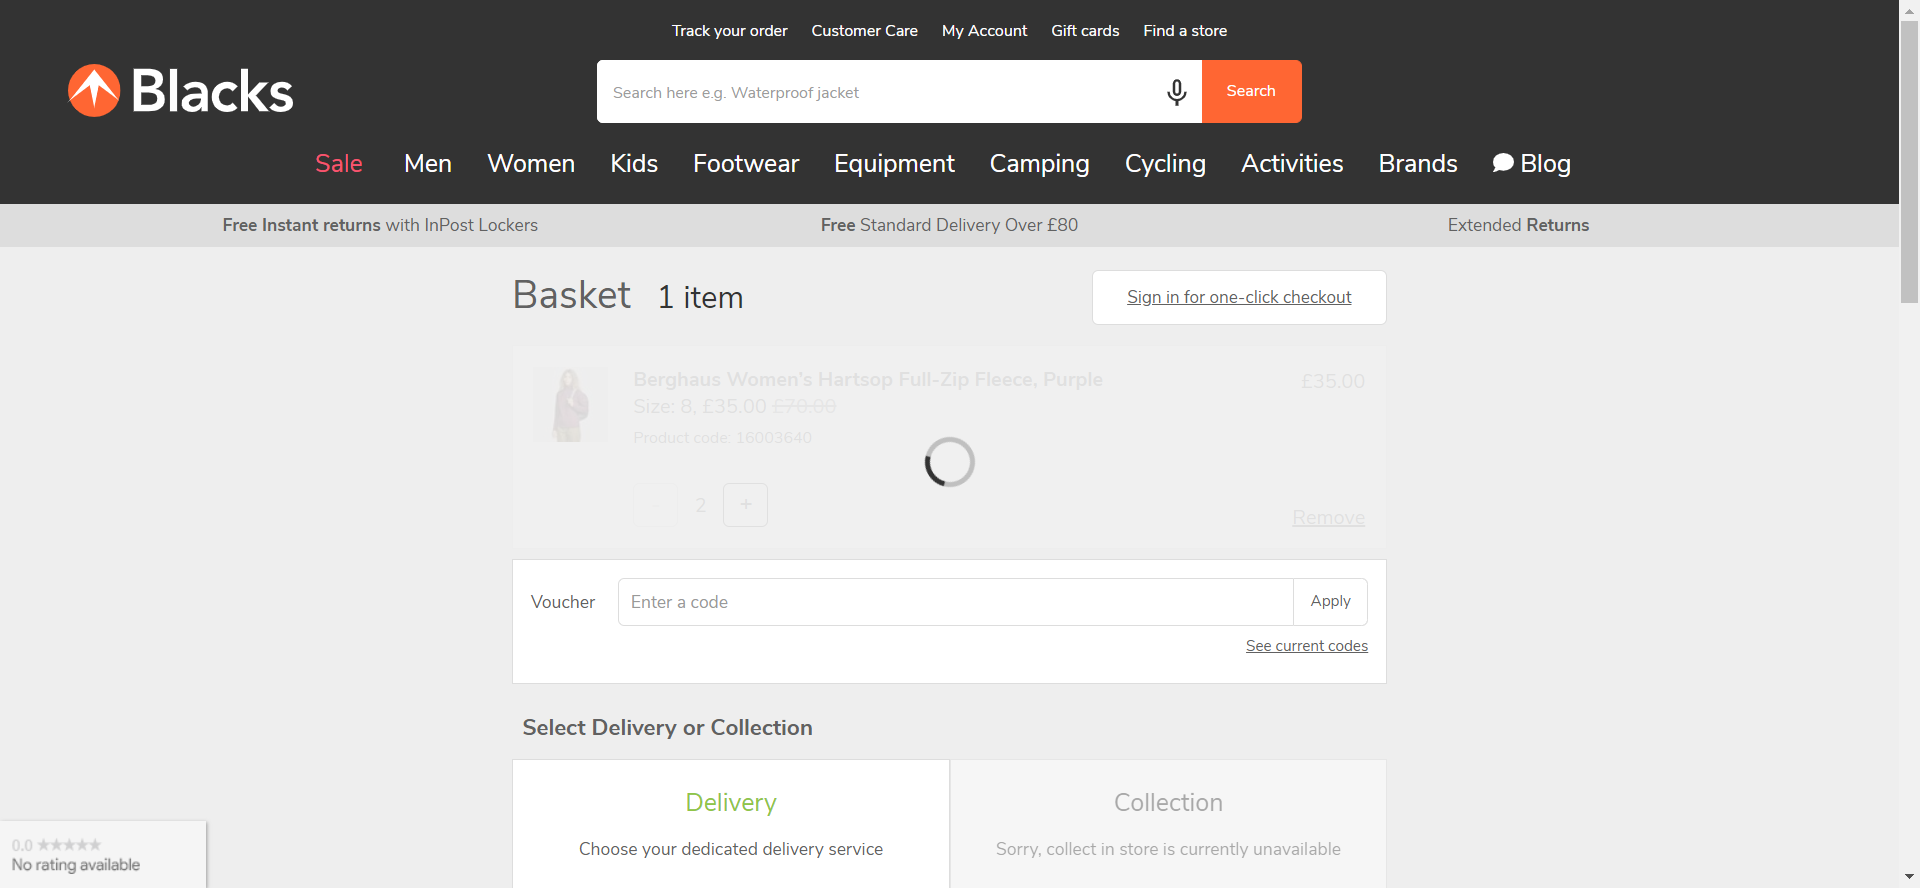 Track your order Customer Care My Account Gift cards Find a store
Blacks
Search here e.g. Waterproof jacket
Search
Sale Men Women Kids Footwear Equipment Camping Cycling Activities Brands Blog
Free Instant returns with InPost Lockers
Free Standard Delivery Over £80
Extended Returns
Basket 1 item
Sign in for one-click checkout
Berghaus Women's Hartsop Full-Zip Fleece, Purple
£35.00
Size: 8, £35.00 £70.00
Product code: 16003640
2 +
Remove
Voucher
Enter a code
Apply
See current codes
Select Delivery or Collection
Delivery
Choose your dedicated delivery service
Collection
Sorry, collect in store is currently unavailable
0.0 ★★★★★
No rating available